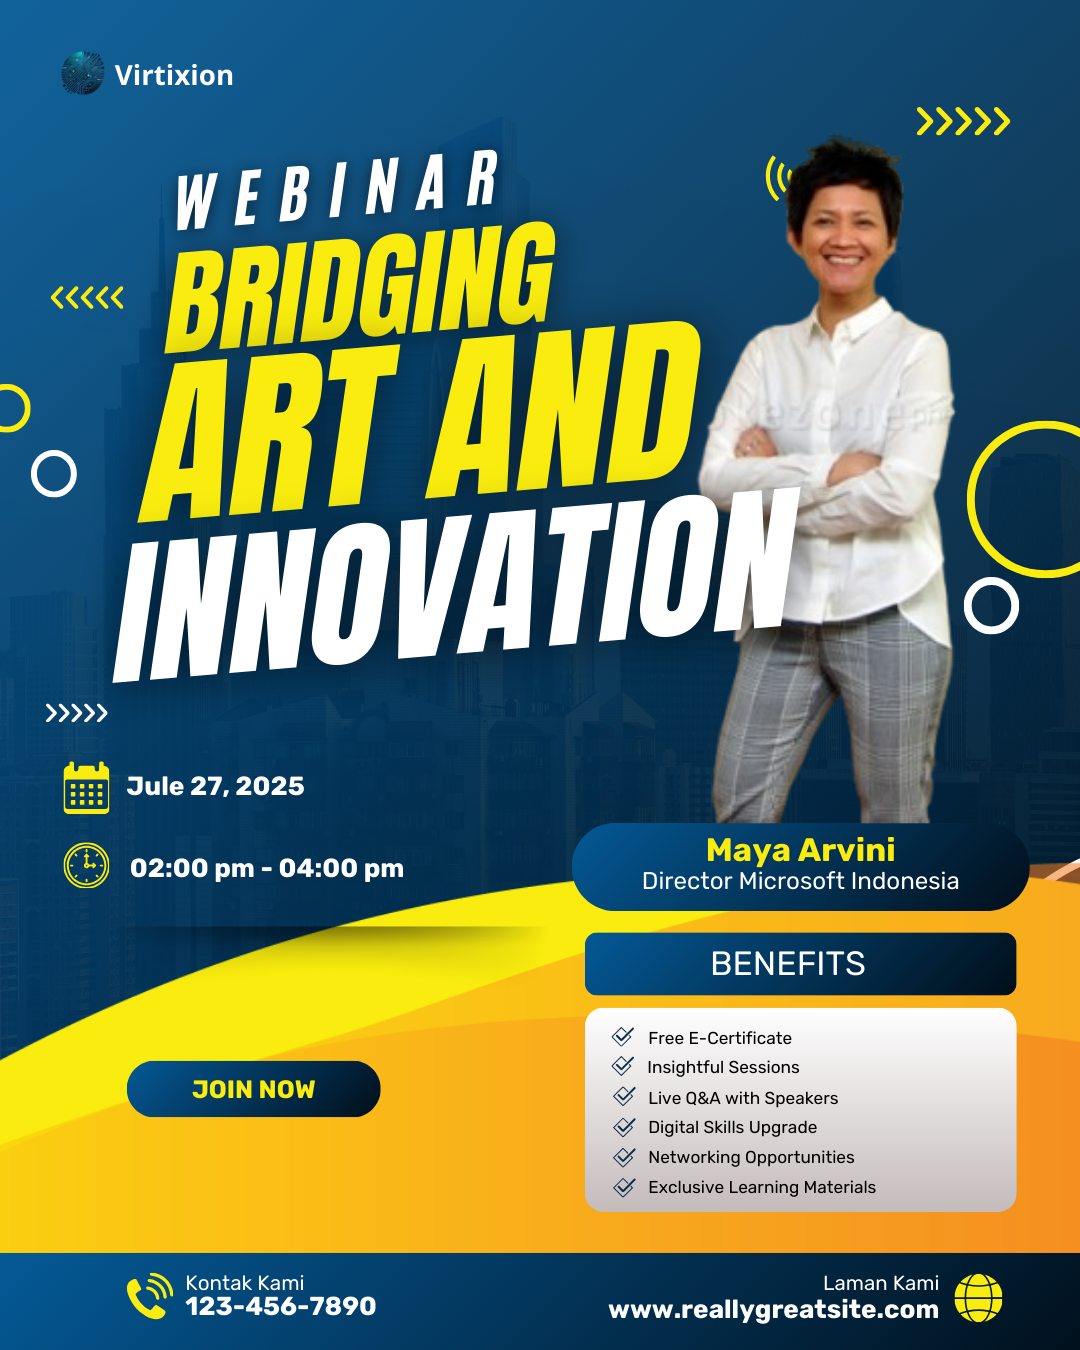 Virtixion
WEBINAR
BRIDGING
ART AND
INNOVATION
Jule 27, 2025
02:00 pm - 04:00 pm
Maya Arvini
Director Microsoft Indonesia
BENEFITS
Free E-Certificate
Insightful Sessions
Live Q&A with Speakers
Digital Skills Upgrade
Networking Opportunities
Exclusive Learning Materials
JOIN NOW
Kontak Kami
123-456-7890
Laman Kami
www.reallygreatsite.com